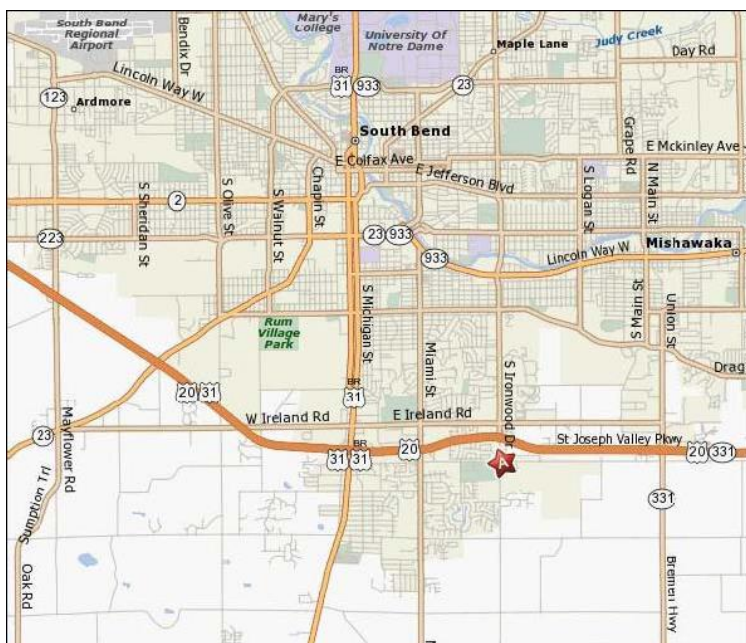 South Bend
Regional
Airport
Bendix Dr
Mary's
College
University Of
Notre Dame
Maple Lane
Judy Creek
Day Rd
Lincoln Way W
BR
31
933
23
123
Ardmore
South Bend
Grape Rd
E Mckinley Ave
E Colfax Ave
E Jefferson Blvd
S Sheridan St
2
S Olive St
S Walnut St
Chapin St
S Logan St
N Main St
223
23
933
933
Lincoln Way W
Mishawaka
S Michigan St
Rum
Village
Park
Miami St
S Ironwood Dr
S Main St
Union St
Drag
20
31
BR
31
W Ireland Rd
E Ireland Rd
23
Mayflower Rd
BR
31
31
20
St Joseph Valley Pkwy
20
331
A
Sumption Trl
331
Oak Rd
Bremen Hwy